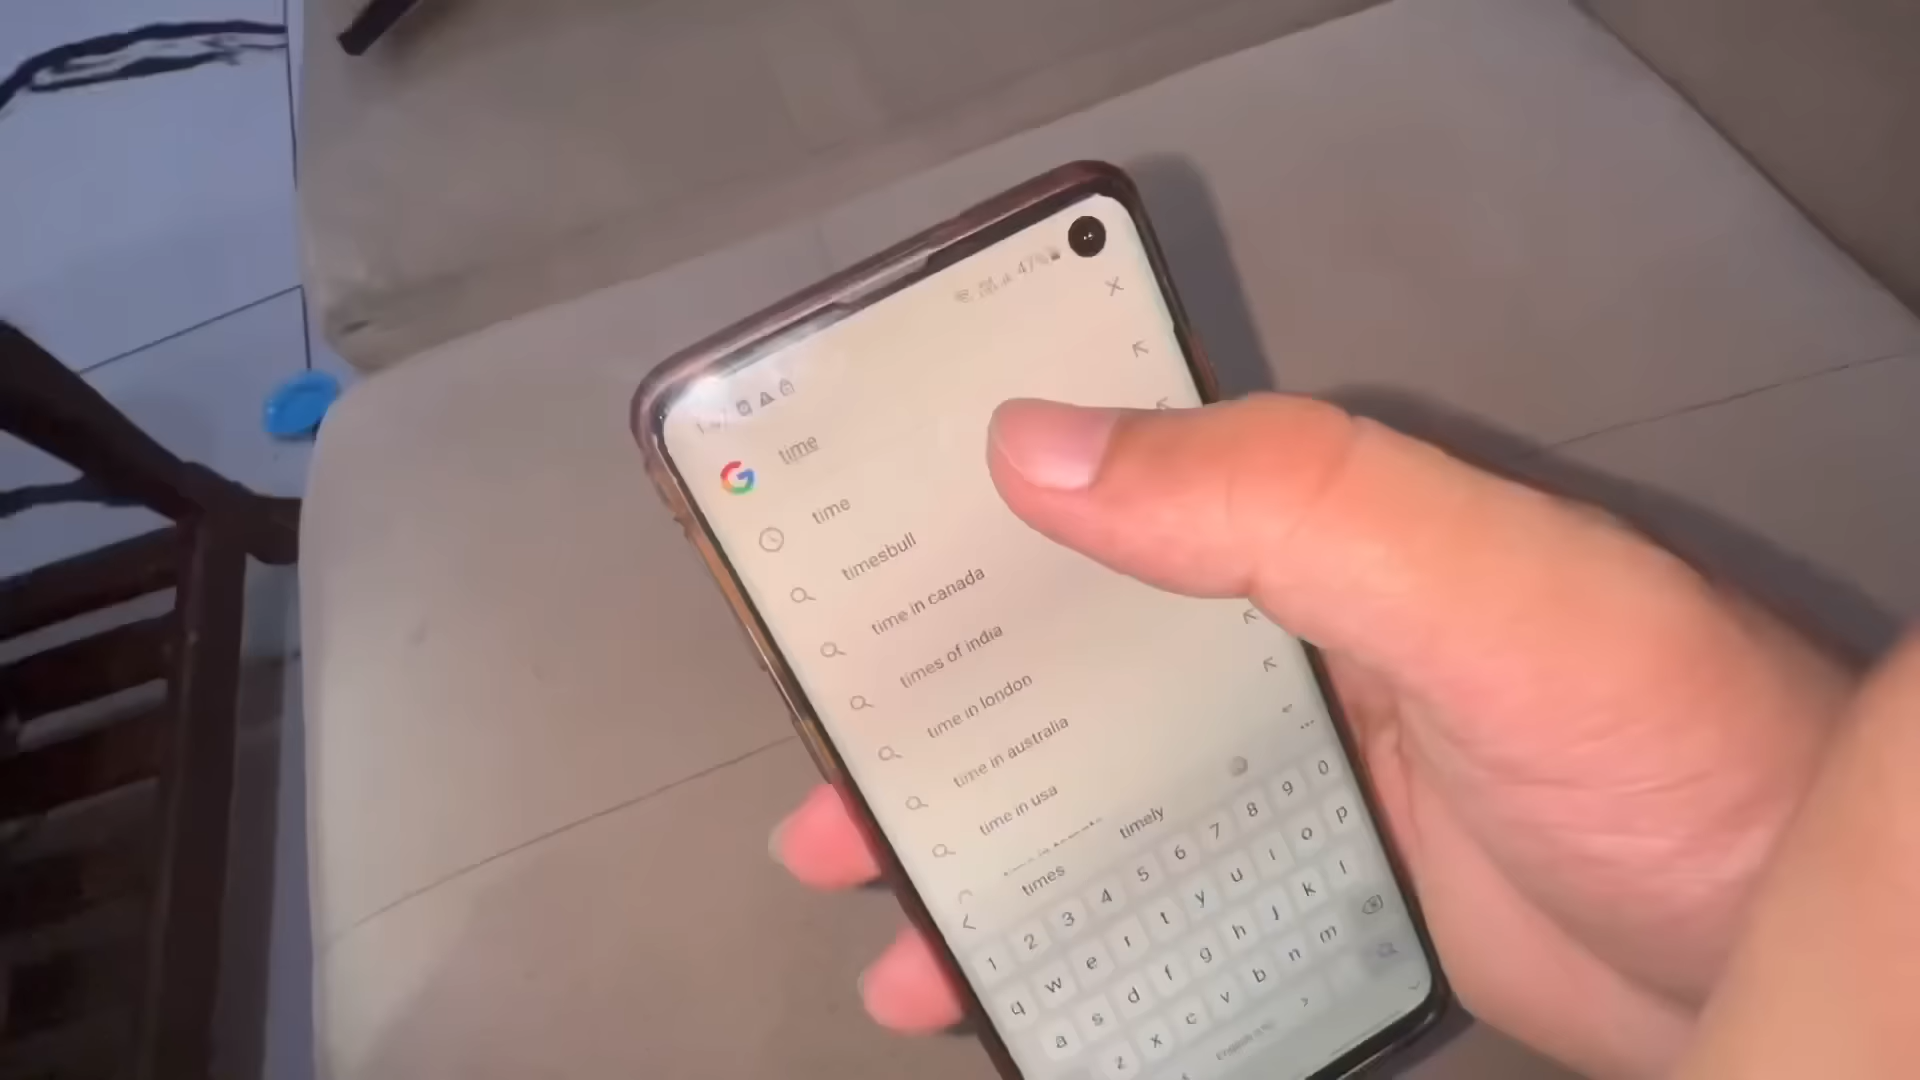 47%
time
time
timesbull
time in canada
times of india
time in london
time in australia
time in usa
times timely
1 2 3 4 5 6 7 8 9 0
q w e r t y u i o p
a s d f g h j k l
z x c v b n m